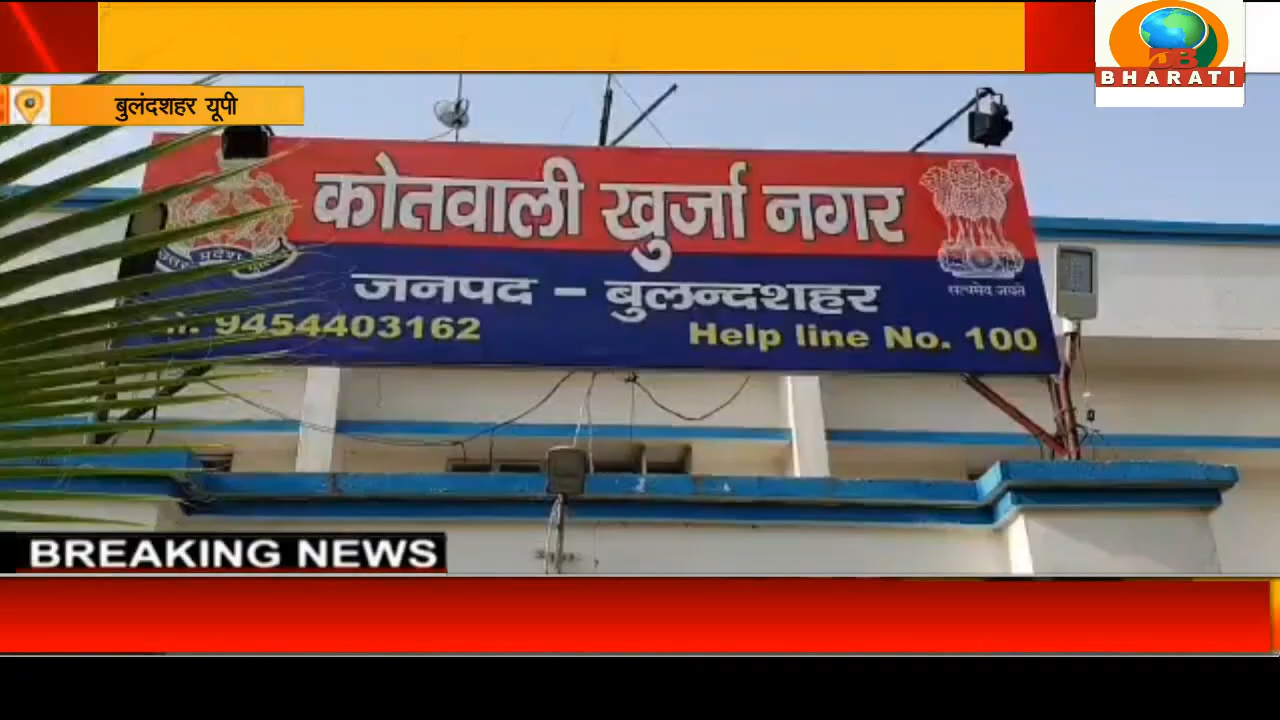 BHARATI
बुलंदशहर यूपी
कोतवाली खुर्जा नगर
सत्यमेव जयते
जनपद - बुलन्दशहर
9454403162
Help line No. 100
BREAKING NEWS